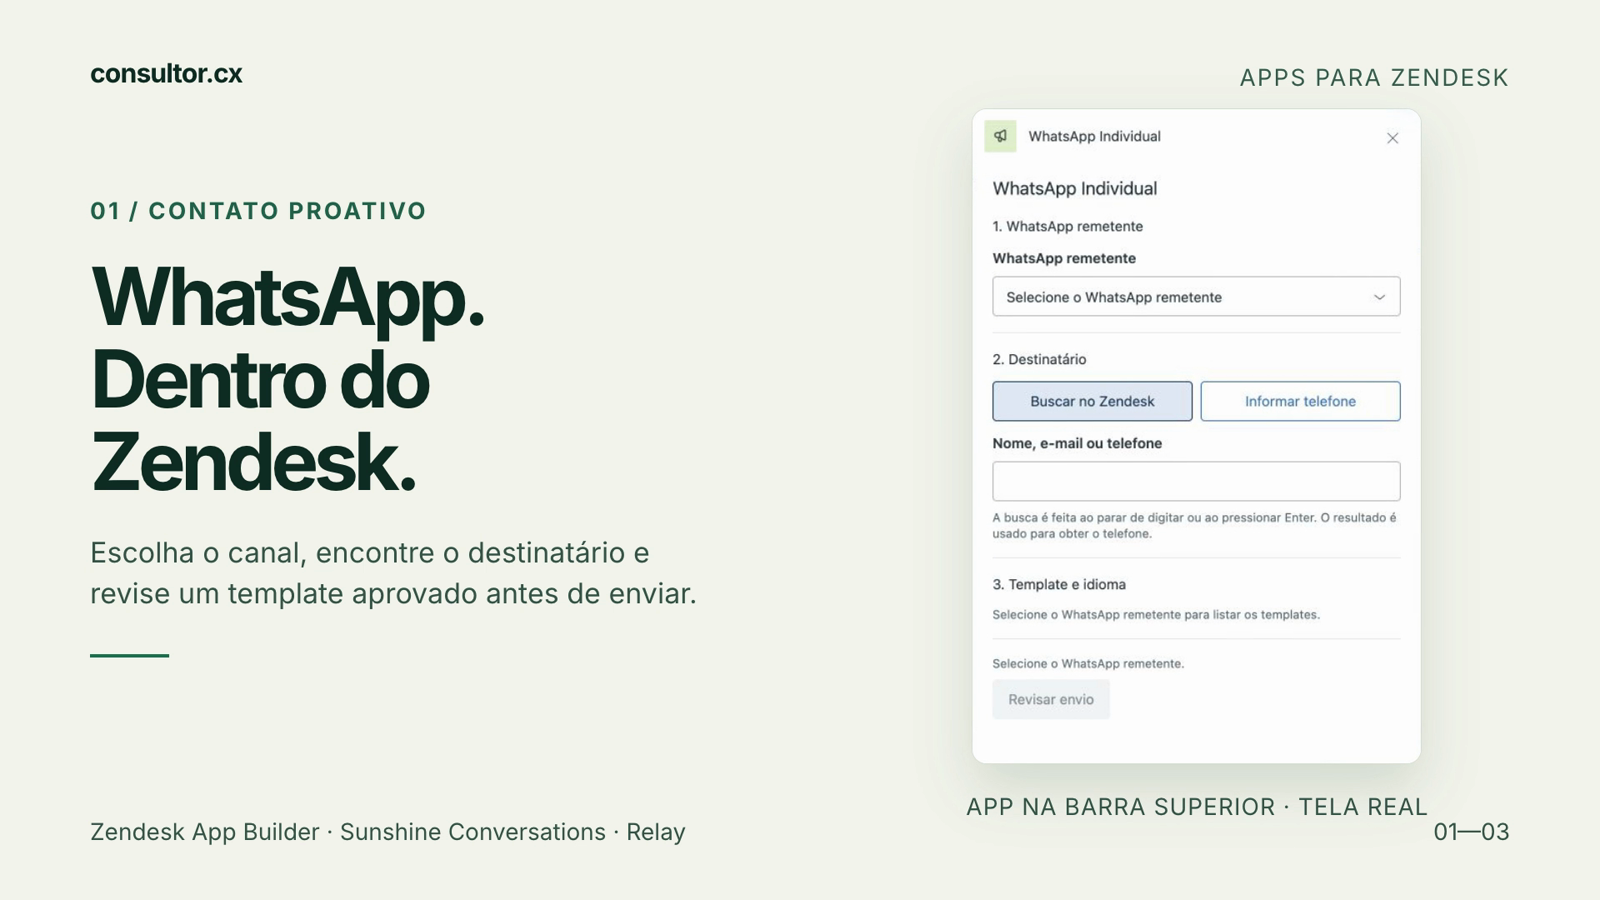 consultor.cx
APPS PARA ZENDESK
01 / CONTATO PROATIVO
WhatsApp.
Dentro do
Zendesk.
Escolha o canal, encontre o destinatário e
revise um template aprovado antes de enviar.
WhatsApp Individual
WhatsApp Individual
1. WhatsApp remetente
WhatsApp remetente
Selecione o WhatsApp remetente
2. Destinatário
Buscar no Zendesk
Informar telefone
Nome, e-mail ou telefone
A busca é feita ao parar de digitar ou ao pressionar Enter. O resultado é
usado para obter o telefone.
3. Template e idioma
Selecione o WhatsApp remetente para listar os templates.
Selecione o WhatsApp remetente.
Revisar envio
APP NA BARRA SUPERIOR · TELA REAL
Zendesk App Builder · Sunshine Conversations · Relay
01—03